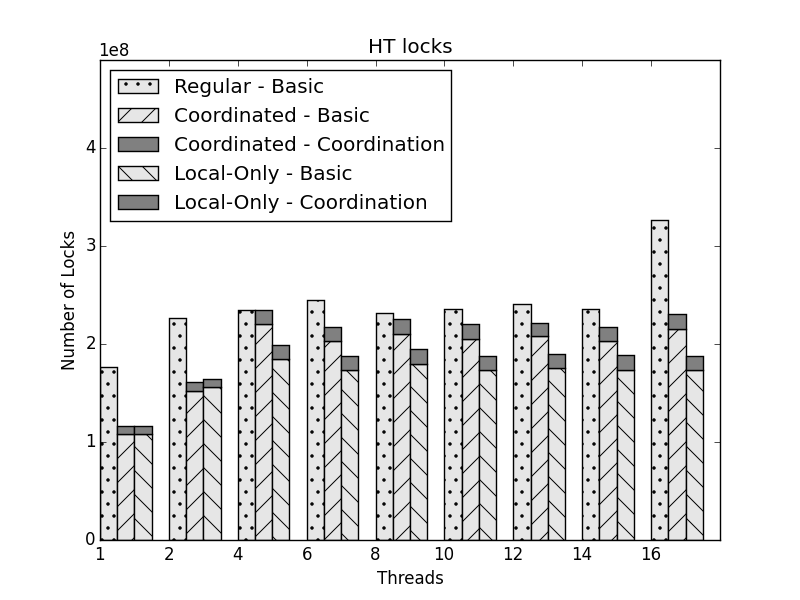 HT locks
1e8
Regular - Basic
Coordinated - Basic
Coordinated - Coordination
Local-Only - Basic
Local-Only - Coordination
Number of Locks
4
3
2
1
0
1 2 4 6 8 10 12 14 16
Threads